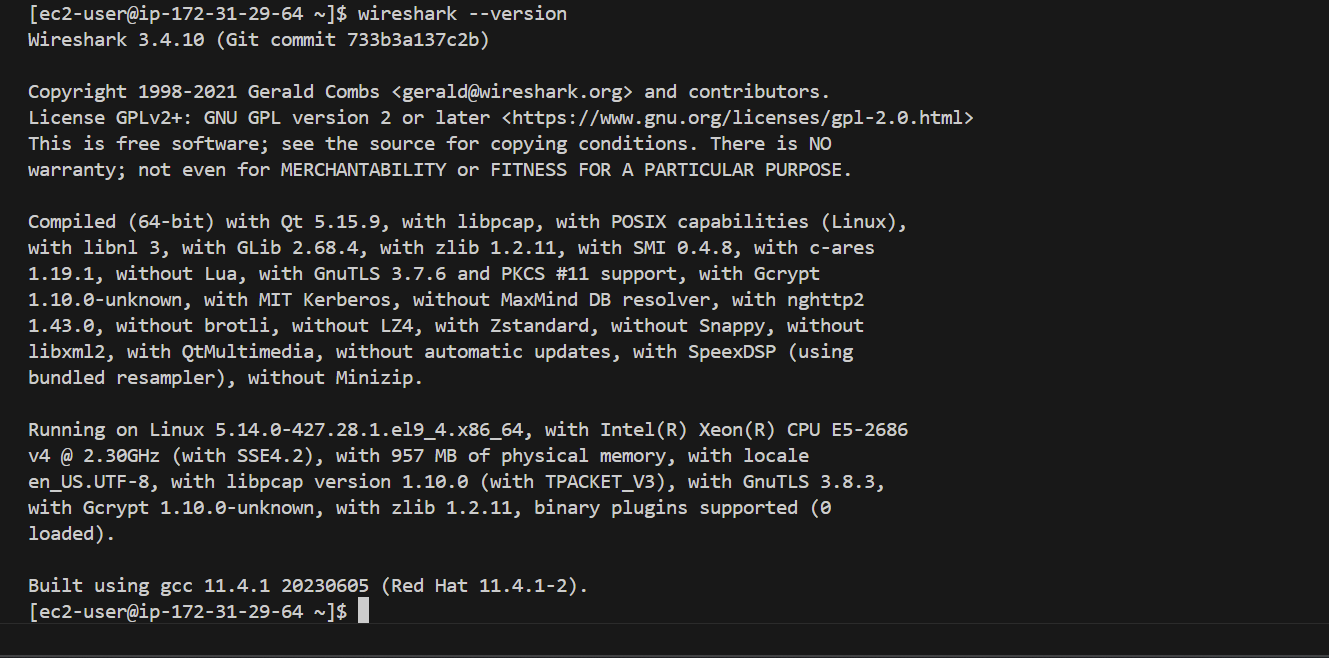 [ec2-user@ip-172-31-29-64 ~]$ wireshark --version
Wireshark 3.4.10 (Git commit 733b3a137c2b)
Copyright 1998-2021 Gerald Combs <gerald@wireshark.org> and contributors.
License GPLv2+: GNU GPL version 2 or later <https://www.gnu.org/licenses/gpl-2.0.html>
This is free software; see the source for copying conditions. There is NO
warranty; not even for MERCHANTABILITY or FITNESS FOR A PARTICULAR PURPOSE.
Compiled (64-bit) with Qt 5.15.9, with libpcap, with POSIX capabilities (Linux),
with libnl 3, with GLib 2.68.4, with zlib 1.2.11, with SMI 0.4.8, with c-ares
1.19.1, without Lua, with GnuTLS 3.7.6 and PKCS #11 support, with Gcrypt
1.10.0-unknown, with MIT Kerberos, without MaxMind DB resolver, with nghttp2
1.43.0, without brotli, without LZ4, with Zstandard, without Snappy, without
libxml2, with QtMultimedia, without automatic updates, with SpeexDSP (using
bundled resampler), without Minizip.
Running on Linux 5.14.0-427.28.1.el9_4.x86_64, with Intel(R) Xeon(R) CPU E5-2686
v4 @ 2.30GHz (with SSE4.2), with 957 MB of physical memory, with locale
en_US.UTF-8, with libpcap version 1.10.0 (with TPACKET_V3), with GnuTLS 3.8.3,
with Gcrypt 1.10.0-unknown, with zlib 1.2.11, binary plugins supported (0
loaded).
Built using gcc 11.4.1 20230605 (Red Hat 11.4.1-2).
[ec2-user@ip-172-31-29-64 ~]$